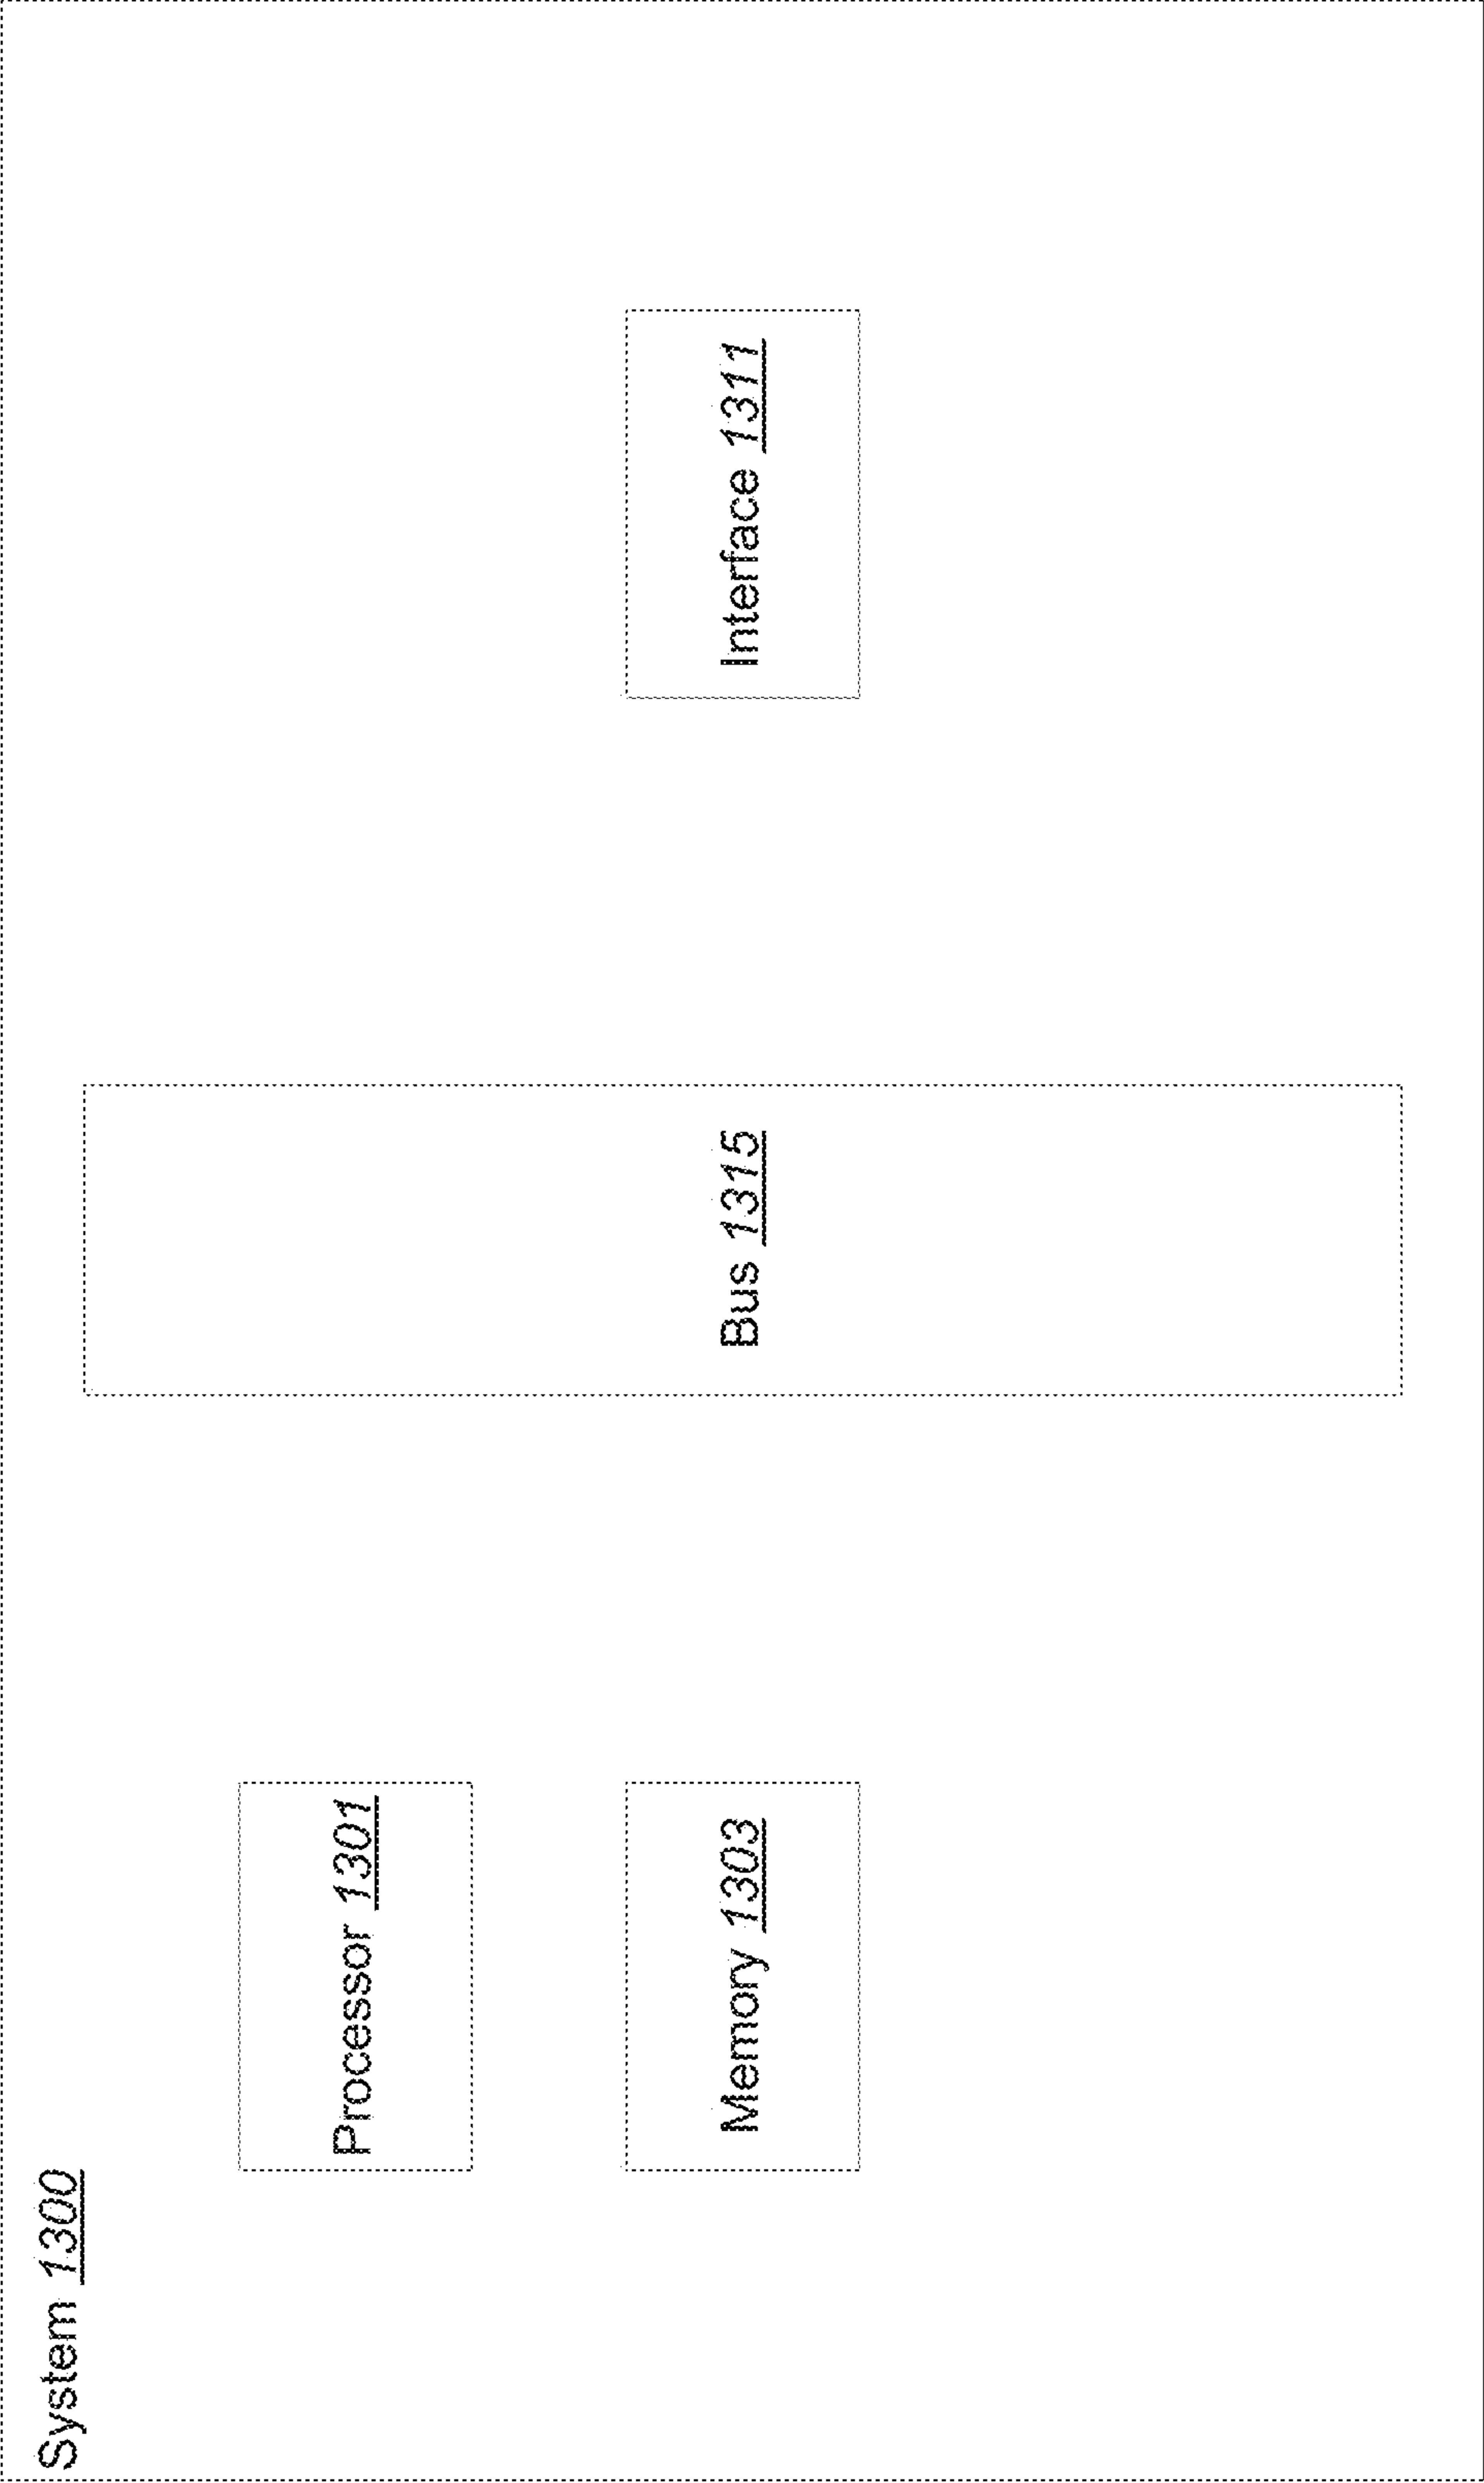 System 1300
Processor 1301
Memory 1303
Bus 1315
Interface 1311